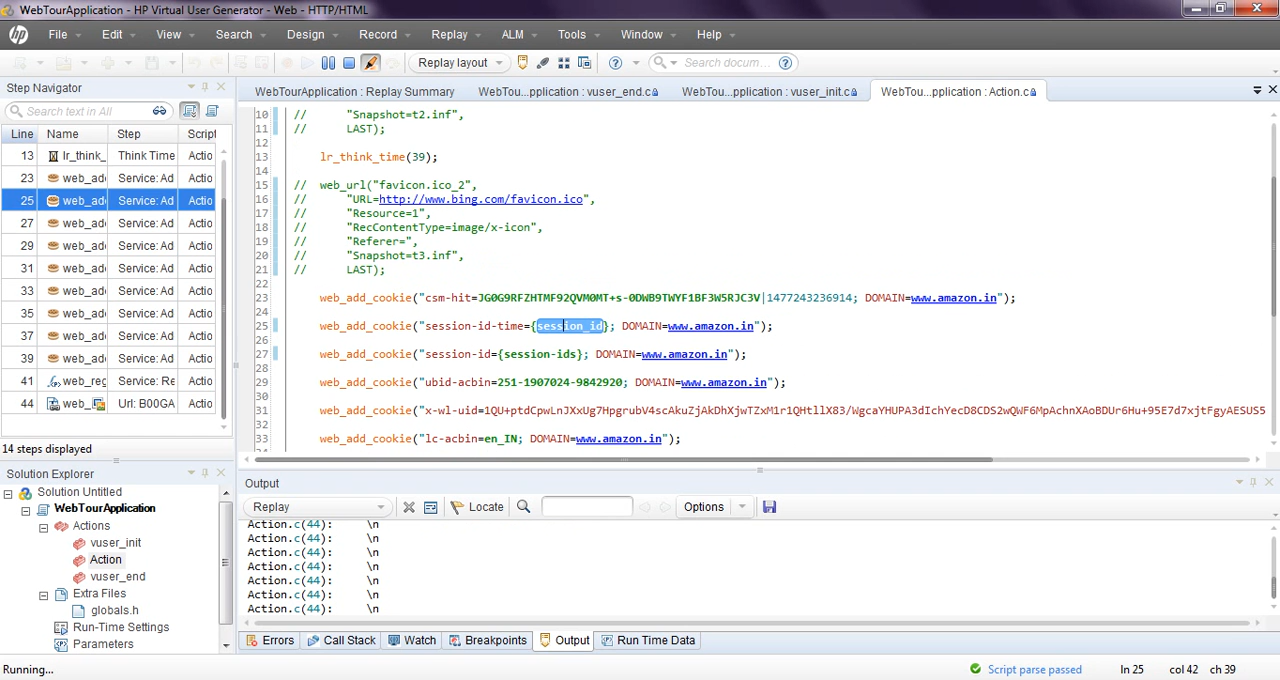 WebTourApplication - HP Virtual User Generator - Web - HTTP/HTML
hp File Edit View Search Design Record Replay ALM Tools Window Help
Replay layout Search docum...
Step Navigator
Search text in All
Line Name Step Script
13 lr_think_ Think Time Actio
23 web_ad Service: Ad Actio
25 web_ad Service: Ad Actio
27 web_ad Service: Ad Actio
29 web_ad Service: Ad Actio
31 web_ad Service: Ad Actio
33 web_ad Service: Ad Actio
35 web_ad Service: Ad Actio
37 web_ad Service: Ad Actio
39 web_ad Service: Ad Actio
41 web_reg Service: Re Actio
44 web_ Url: B00GA Actio
14 steps displayed
Solution Explorer
Solution Untitled
WebTourApplication
Actions
vuser_init
Action
vuser_end
Extra Files
globals.h
Run-Time Settings
Parameters
WebTourApplication : Replay Summary WebTou...pplication : vuser_end.c WebTou...pplication : vuser_init.c WebTou...pplication : Action.c
10 // "Snapshot=t2.inf",
11 // LAST);
12
13 lr_think_time(39);
14
15 // web_url("favicon.ico_2",
16 // "URL=http://www.bing.com/favicon.ico",
17 // "Resource=1",
18 // "RecContentType=image/x-icon",
19 // "Referer=",
20 // "Snapshot=t3.inf",
21 // LAST);
22
23 web_add_cookie("csm-hit=JG0G9RFZHTMF92QVM0MT+s-0DWB9TWYF1BF3W5RJC3V|1477243236914; DOMAIN=www.amazon.in");
24
25 web_add_cookie("session-id-time={session_id}; DOMAIN=www.amazon.in");
26
27 web_add_cookie("session-id={session-ids}; DOMAIN=www.amazon.in");
28
29 web_add_cookie("ubid-acbin=251-1907024-9842920; DOMAIN=www.amazon.in");
30
31 web_add_cookie("x-wl-uid=1QU+ptdCpwLnJXxUg7HpgrubV4scAkuZjAkDhXjwTZxM1r1QHtllX83/WgcaYHUPA3dIchYecD8CDS2wQWF6MpAchnXAoBDUr6Hu+95E7d7xjtFgyAESUS5
32
33 web_add_cookie("lc-acbin=en_IN; DOMAIN=www.amazon.in");
Output
Replay Locate Options
Action.c(44): \n
Action.c(44): \n
Action.c(44): \n
Action.c(44): \n
Action.c(44): \n
Action.c(44): \n
Action.c(44): \n
Errors Call Stack Watch Breakpoints Output Run Time Data
Running... Script parse passed ln 25 col 42 ch 39